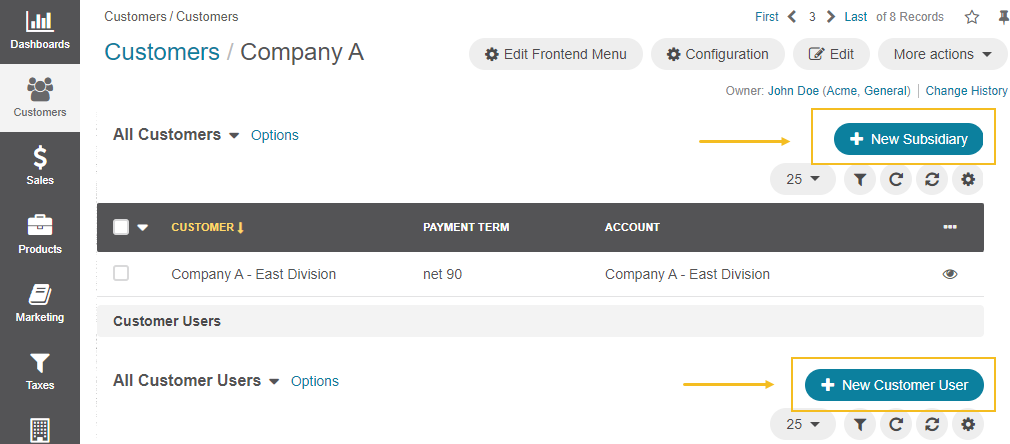 Customers / Customers
First 3 Last of 8 Records
Dashboards
Customers / Company A
Edit Frontend Menu
Configuration
Edit
More actions
Owner: John Doe (Acme, General) | Change History
Customers
All Customers Options
New Subsidiary
Sales
25
CUSTOMER PAYMENT TERM ACCOUNT
Products
Company A - East Division net 90 Company A - East Division
Marketing
Customer Users
Taxes
All Customer Users Options
New Customer User
25